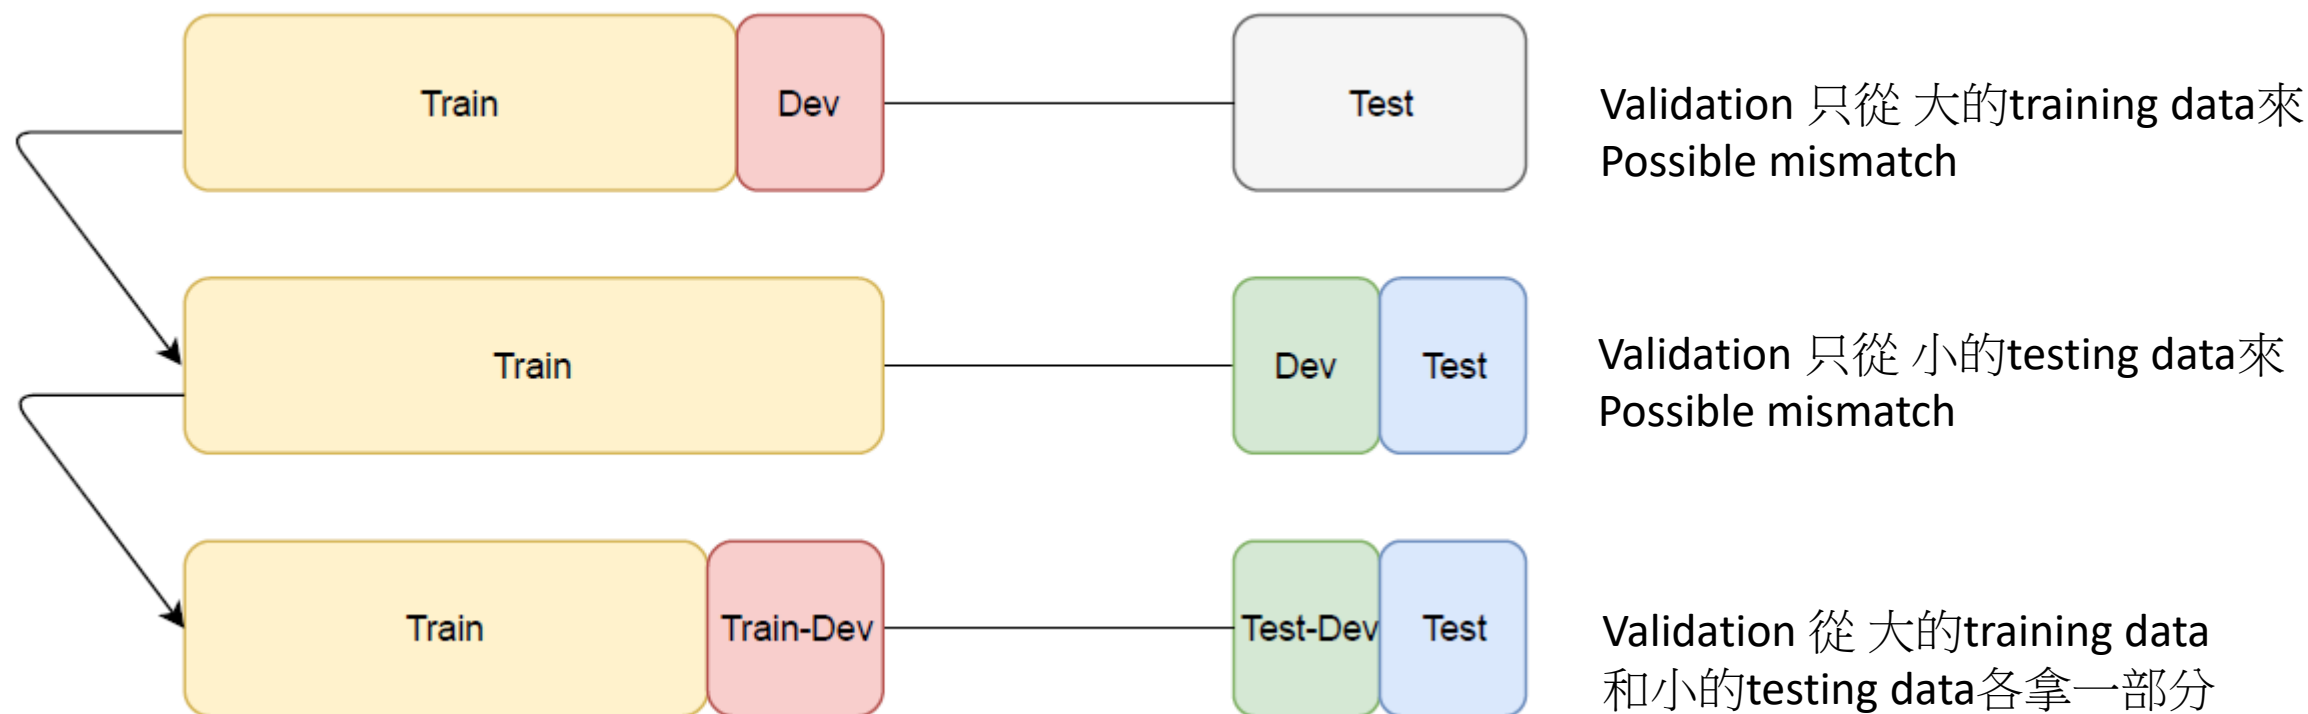 Train
Dev
Test
Validation 只從 大的training data來
Possible mismatch
Train
Dev
Test
Validation 只從 小的testing data來
Possible mismatch
Train
Train-Dev
Test-Dev
Test
Validation 從 大的training data
和小的testing data各拿一部分